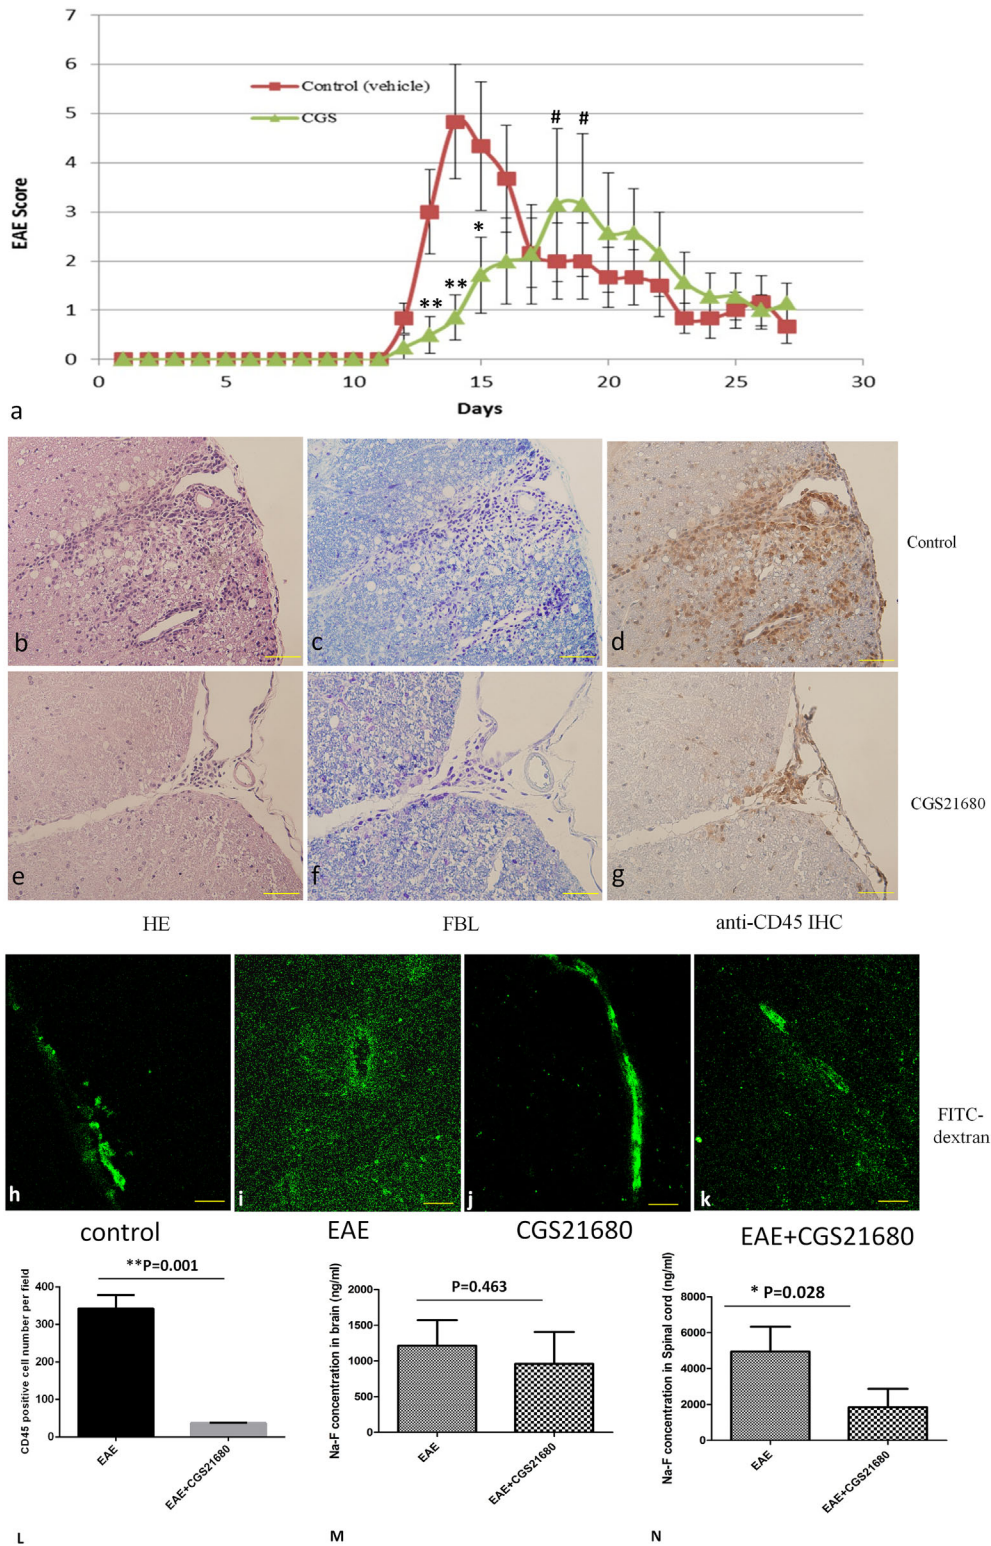 7
6
5
4
3
2
1
0
EAE Score
Control (vehicle)
CGS
**
**
*
#
#
0 5 10 15 20 25 30
Days
a
b
c
d
Control
e
f
g
CGS21680
HE
FBL
anti-CD45 IHC
h
i
j
k
FITC-
dextran
control
EAE
CGS21680
EAE+CGS21680
CD45 positive cell number per field
400
300
200
100
0
**P=0.001
EAE
EAE+CGS21680
L
Na-F concentration in brain (ng/ml)
2000
1500
1000
500
0
P=0.463
EAE
EAE+CGS21680
M
Na-F concentration in Spinal cord (ng/ml)
8000
6000
4000
2000
0
* P=0.028
EAE
EAE+CGS21680
N